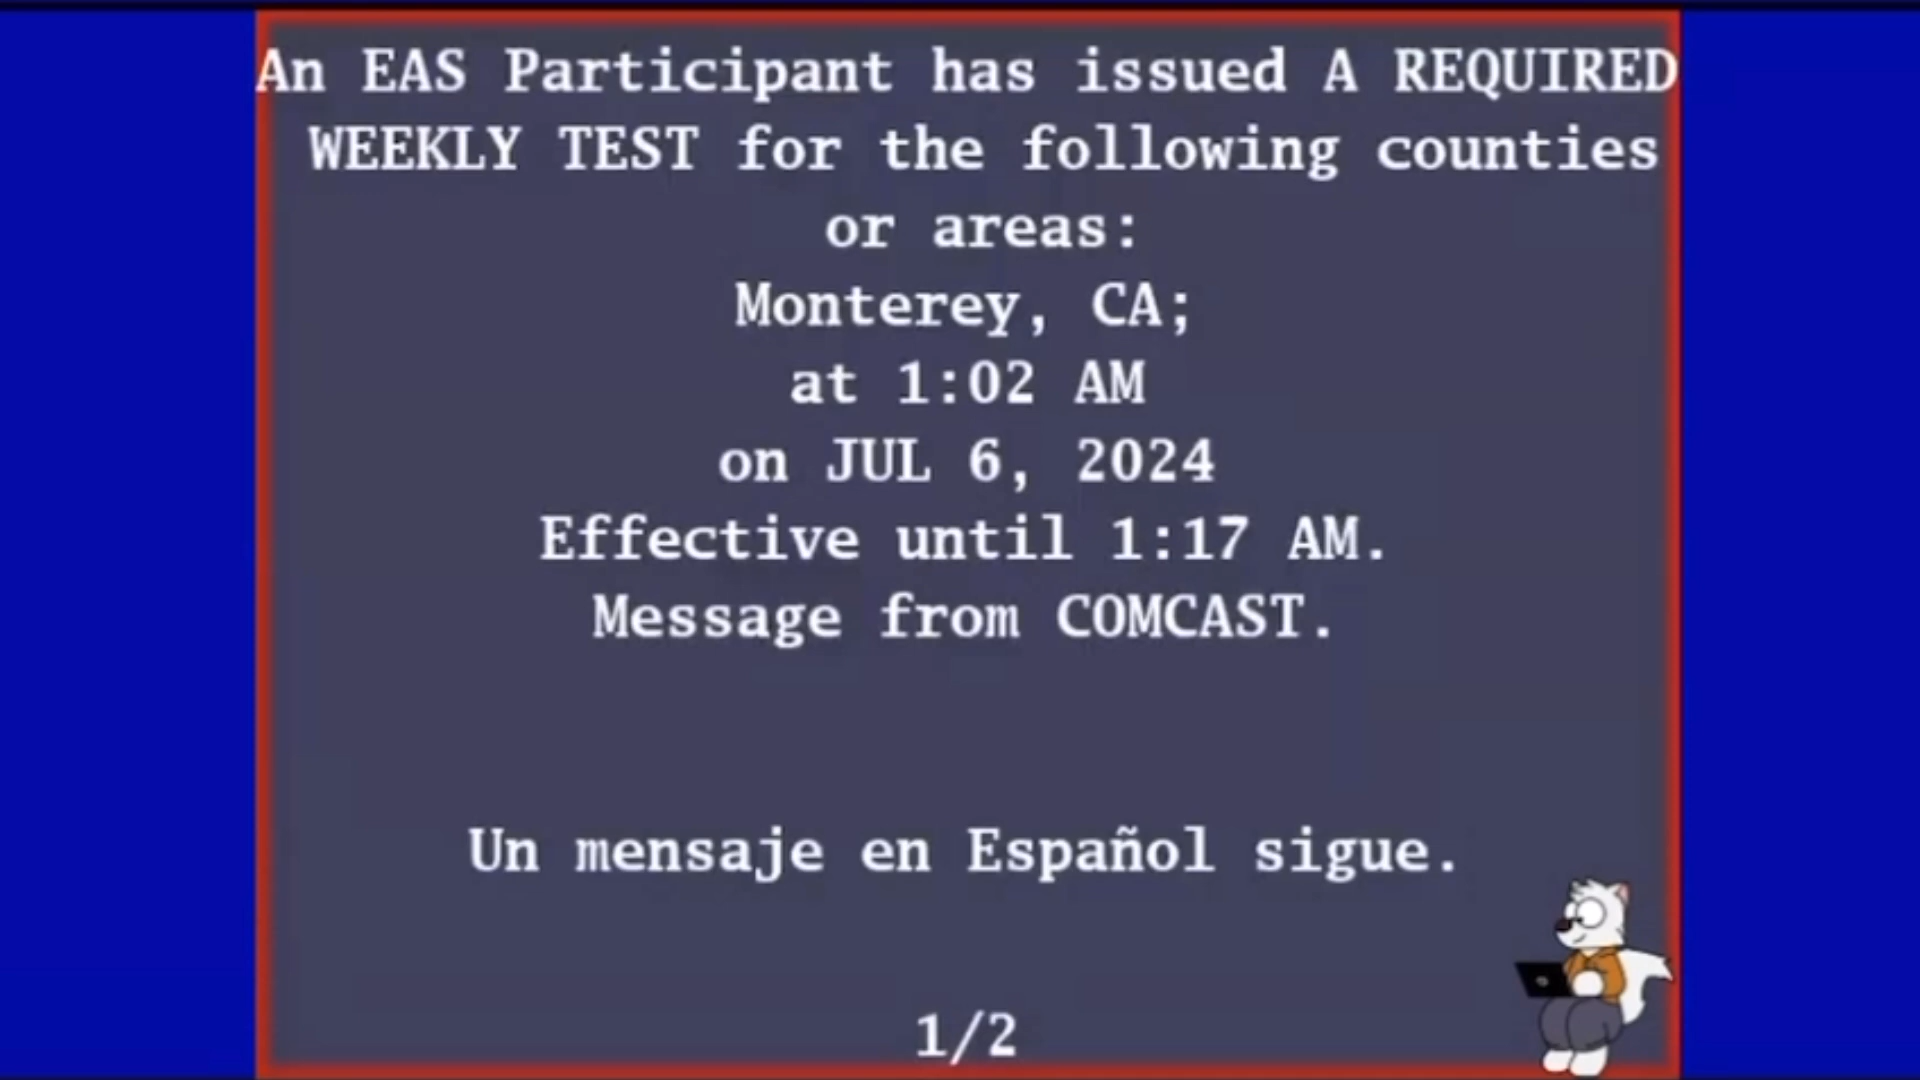 An EAS Participant has issued A REQUIRED
WEEKLY TEST for the following counties
or areas:
Monterey, CA;
at 1:02 AM
on JUL 6, 2024
Effective until 1:17 AM.
Message from COMCAST.
Un mensaje en Español sigue.
1/2